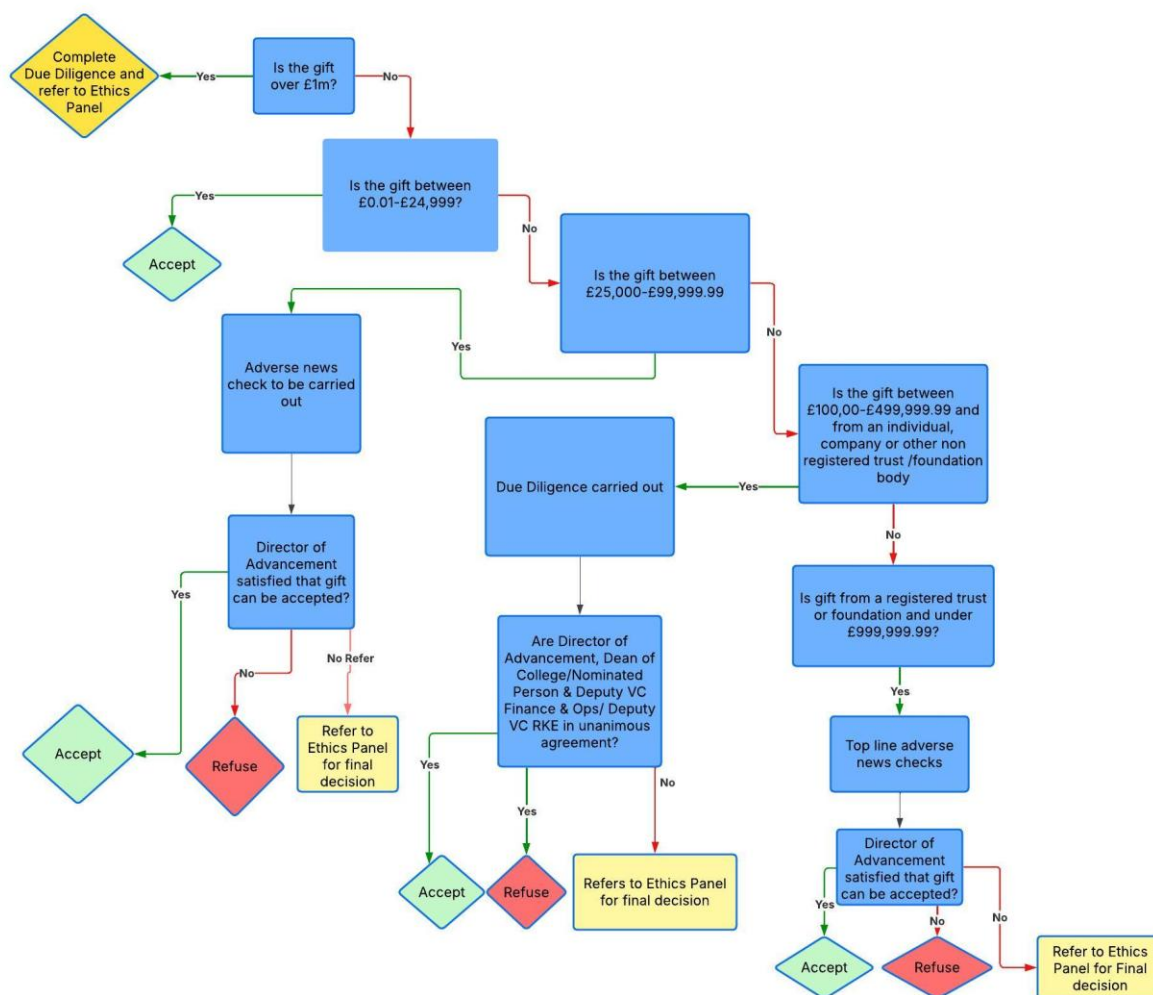 Complete
Due Diligence and
refer to Ethics
Panel
Yes
Is the gift
over £1m?
No
Is the gift between
£0.01-£24,999?
Yes
No
Accept
Is the gift between
£25,000-£99,999.99
Yes
No
Adverse news
check to be carried
out
Is the gift between
£100,00-£499,999.99 and
from an individual,
company or other non
registered trust /foundation
body
Due Diligence carried out
Yes
No
Director of
Advancement
satisfied that gift
can be accepted?
Yes
No
No Refer
Accept
Refuse
Refer to
Ethics Panel
for final
decision
Are Director of
Advancement, Dean of
College/Nominated
Person & Deputy VC
Finance & Ops/ Deputy
VC RKE in unanimous
agreement?
Yes
Yes
No
Accept
Refuse
Refers to Ethics Panel
for final decision
Is gift from a registered trust
or foundation and under
£999,999.99?
Yes
Top line adverse
news checks
Director of
Advancement
satisfied that gift
can be accepted?
Yes
No
No
Accept
Refuse
Refer to Ethics
Panel for Final
decision